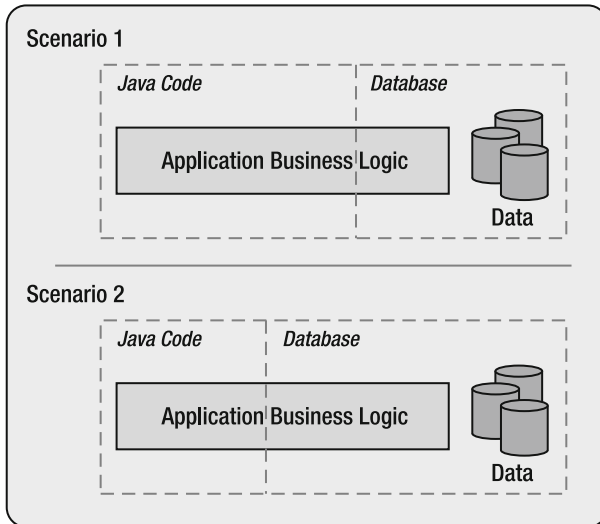 Scenario 1
Java Code Database
Application Business Logic
Data
Scenario 2
Java Code Database
Application Business Logic
Data